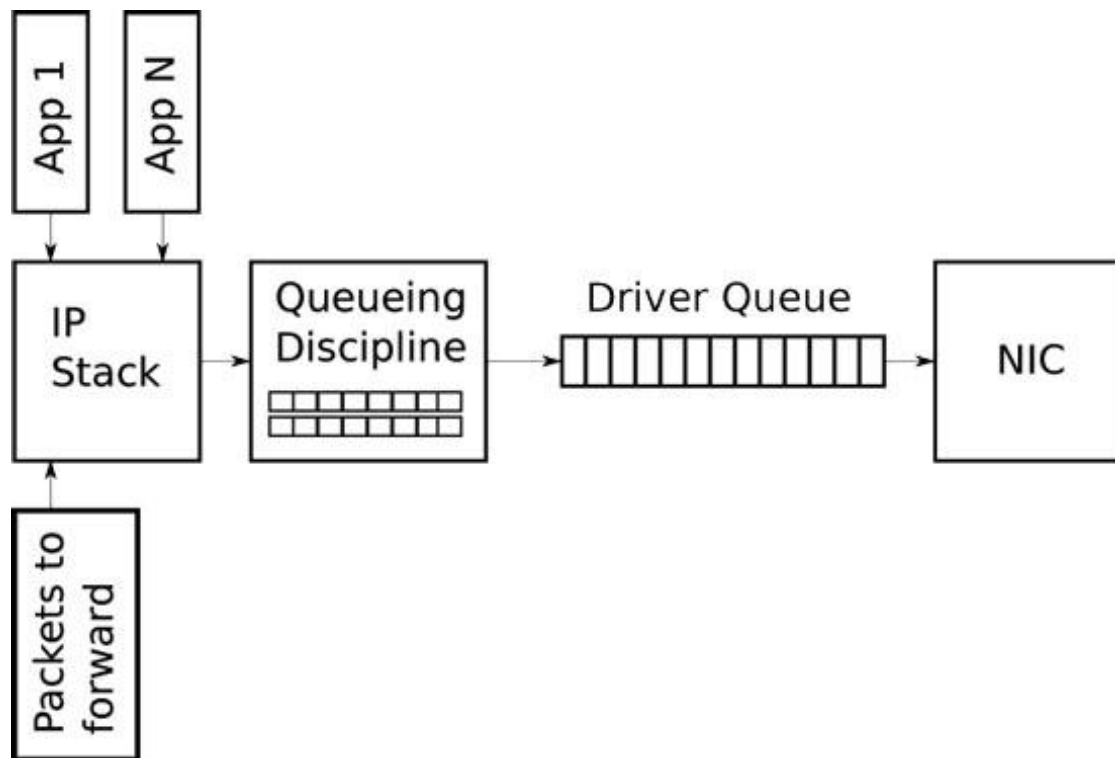 App 1
App N
IP
Stack
Queueing
Discipline
Driver Queue
NIC
Packets to
forward